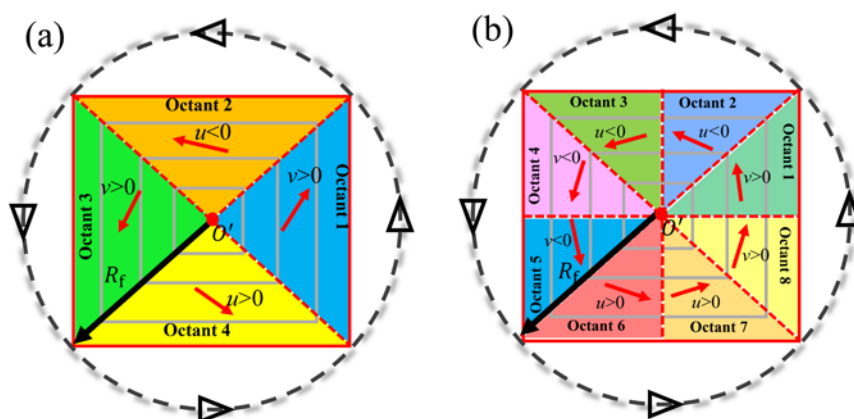 (a)
Octant 2
u<0
Octant 3
v>0
v>0
Octant 1
O'
R_f
u>0
Octant 4
(b)
Octant 3
Octant 2
u<0
u<0
Octant 4
v<0
v>0
Octant 1
O'
v<0
Octant 5
R_f
v>0
Octant 8
u>0
u>0
Octant 6
Octant 7